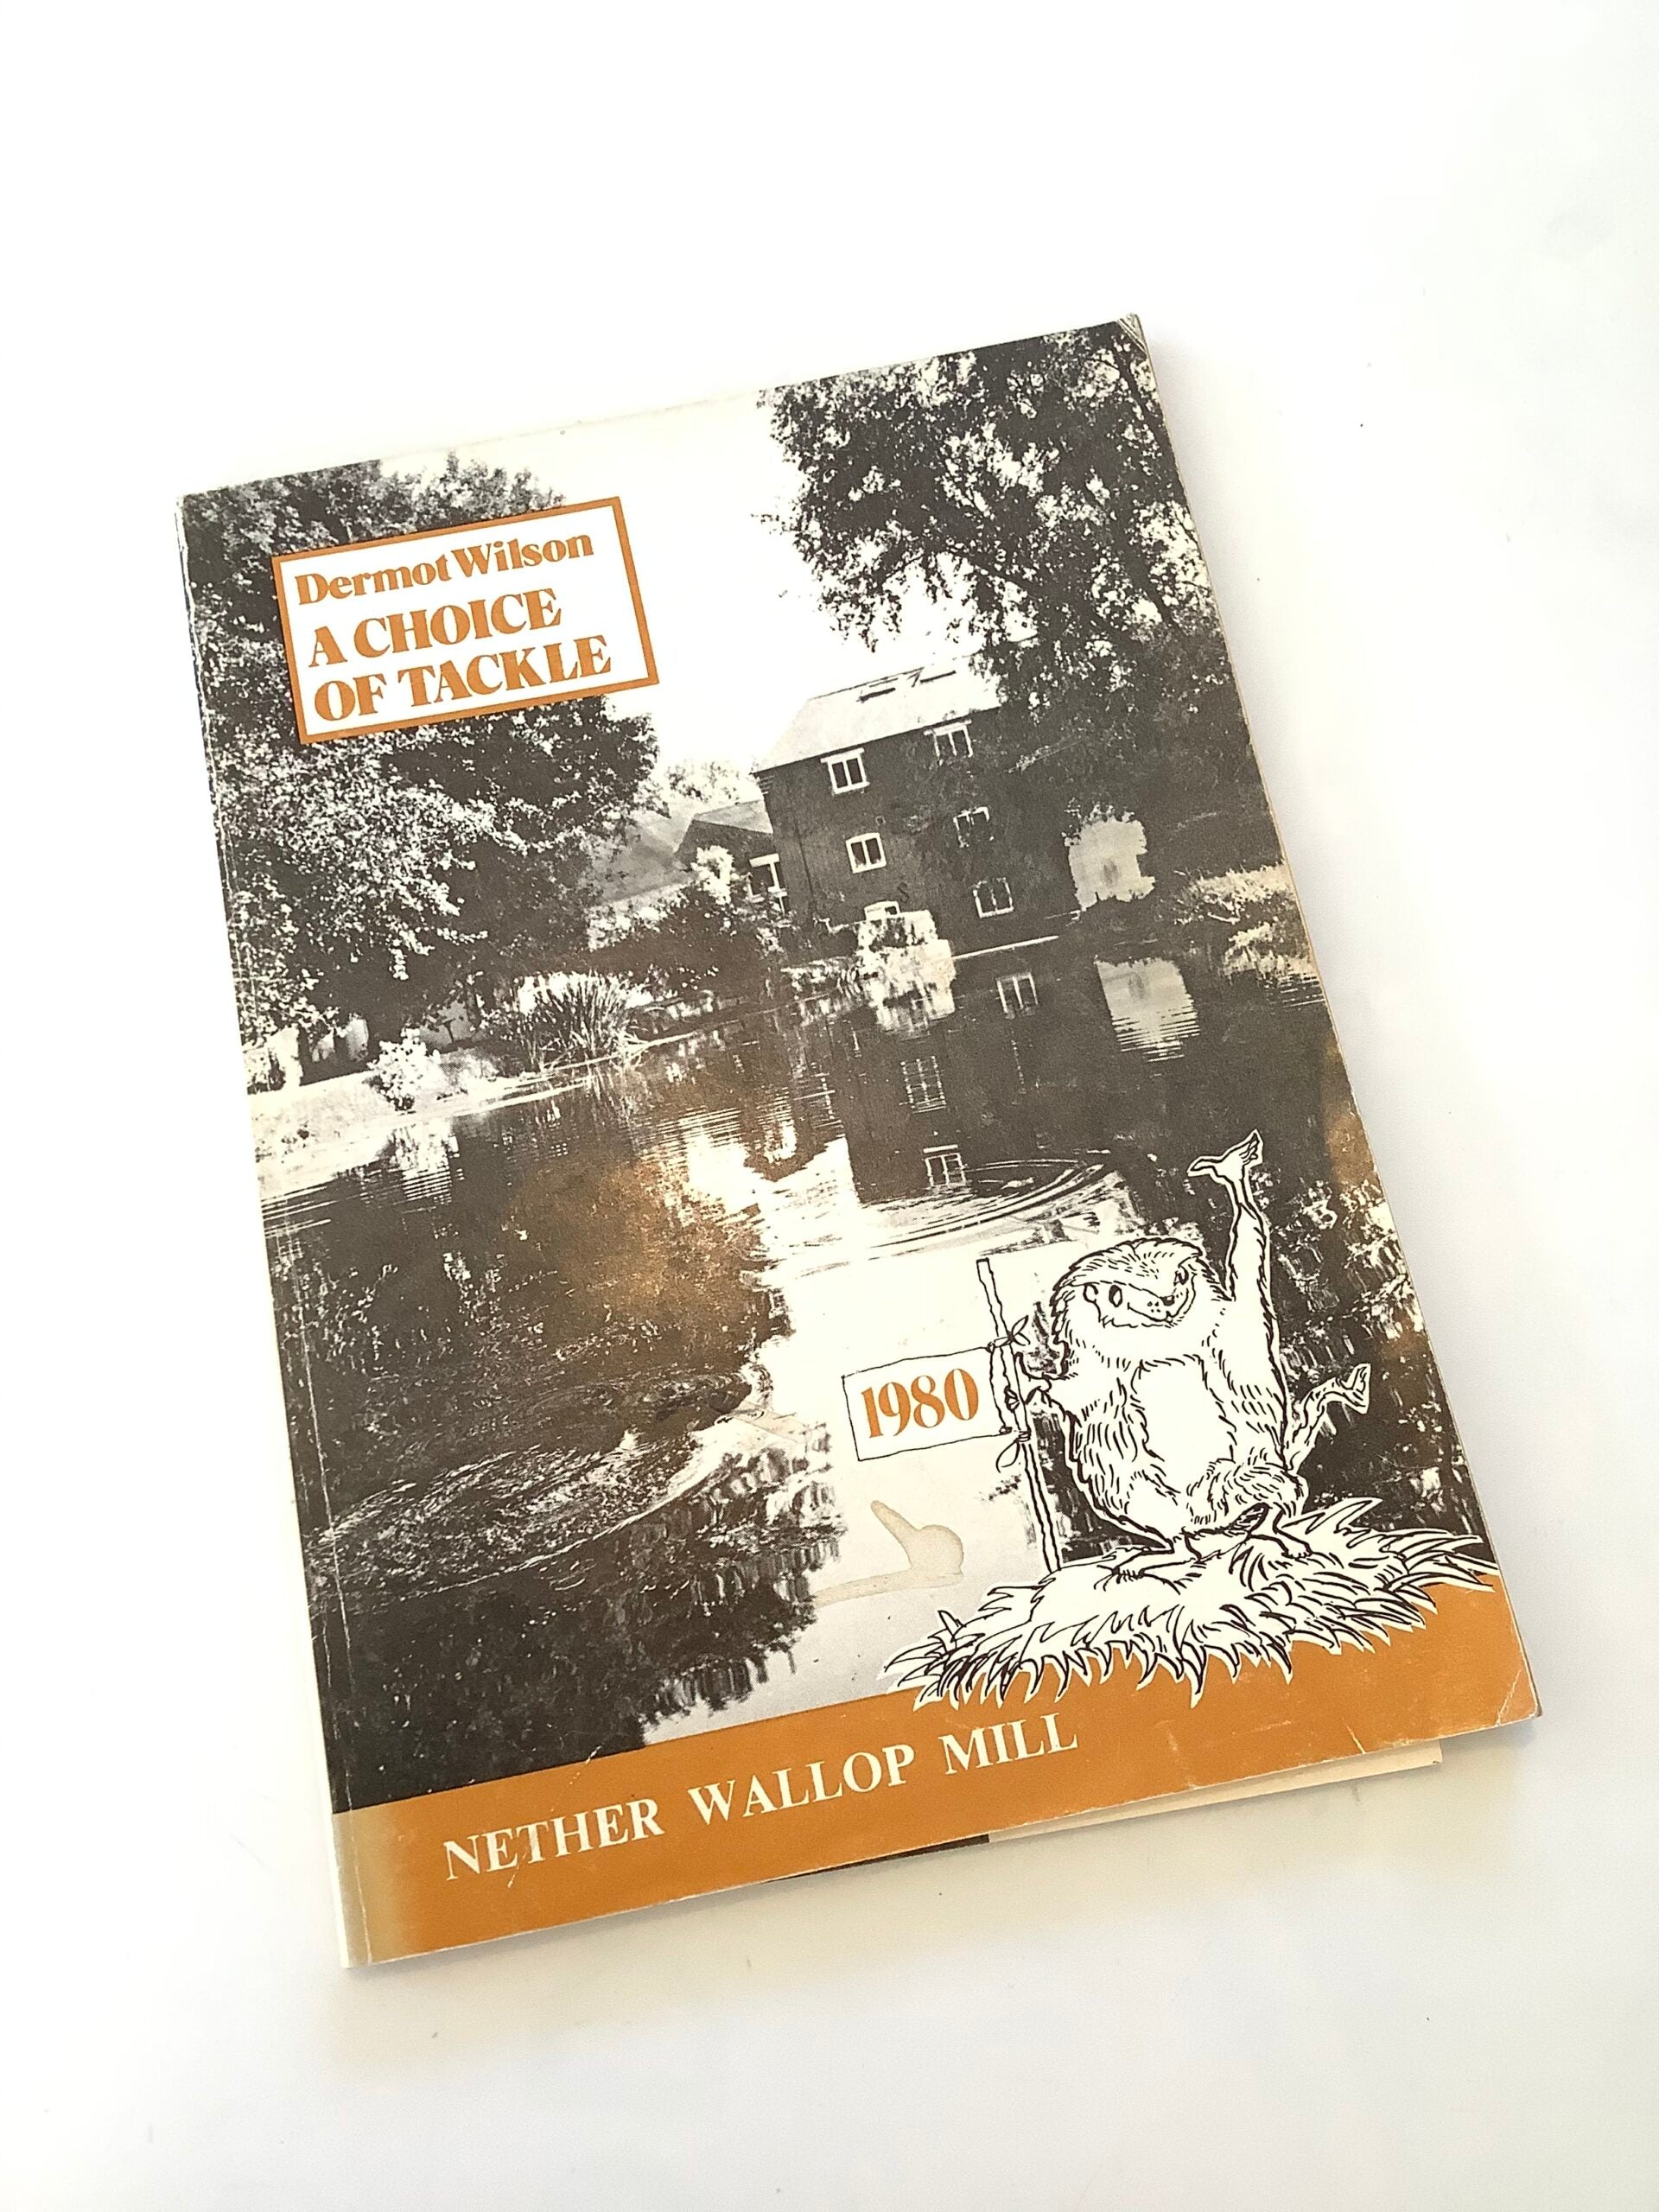 Dermot Wilson
A CHOICE
OF TACKLE
1980
NETHER WALLOP MILL